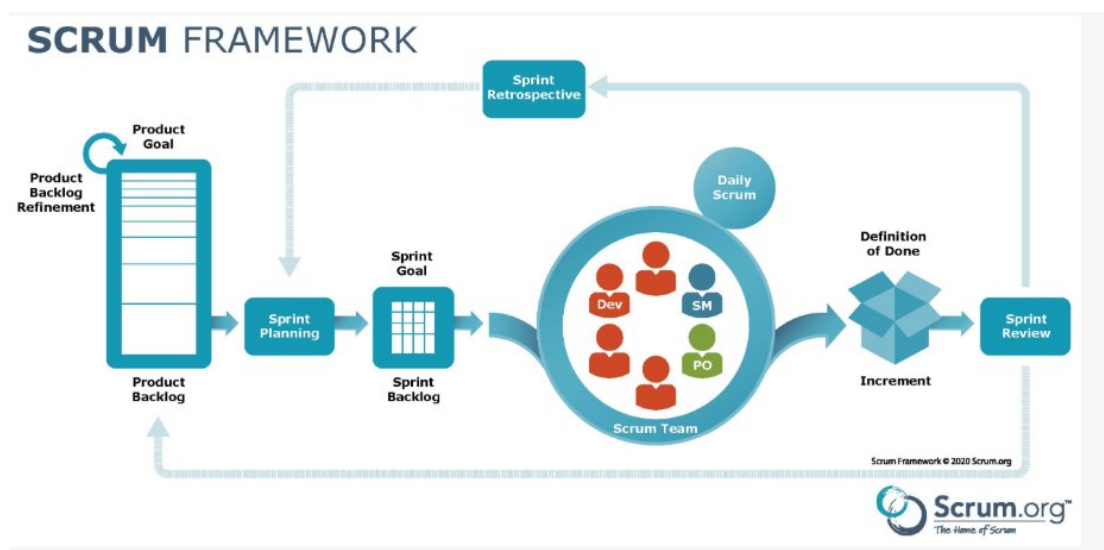 SCRUM FRAMEWORK
Sprint
Retrospective
Product
Goal
Product
Backlog
Refinement
Daily
Scrum
Sprint
Goal
Definition
of Done
Dev
SM
Sprint
Planning
Sprint
Review
PO
Product
Backlog
Sprint
Backlog
Increment
Scrum Team
Scrum Framework © 2020 Scrum.org
Scrum.org™
The Home of Scrum